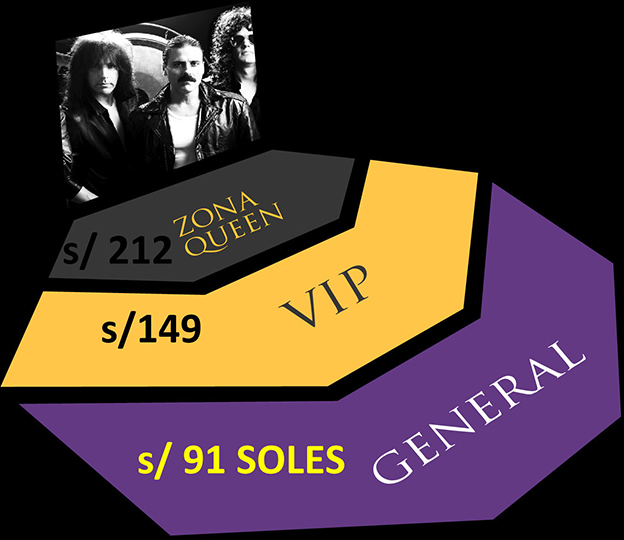 ZONA
QUEEN
s/ 212
VIP
s/149
GENERAL
s/ 91 SOLES